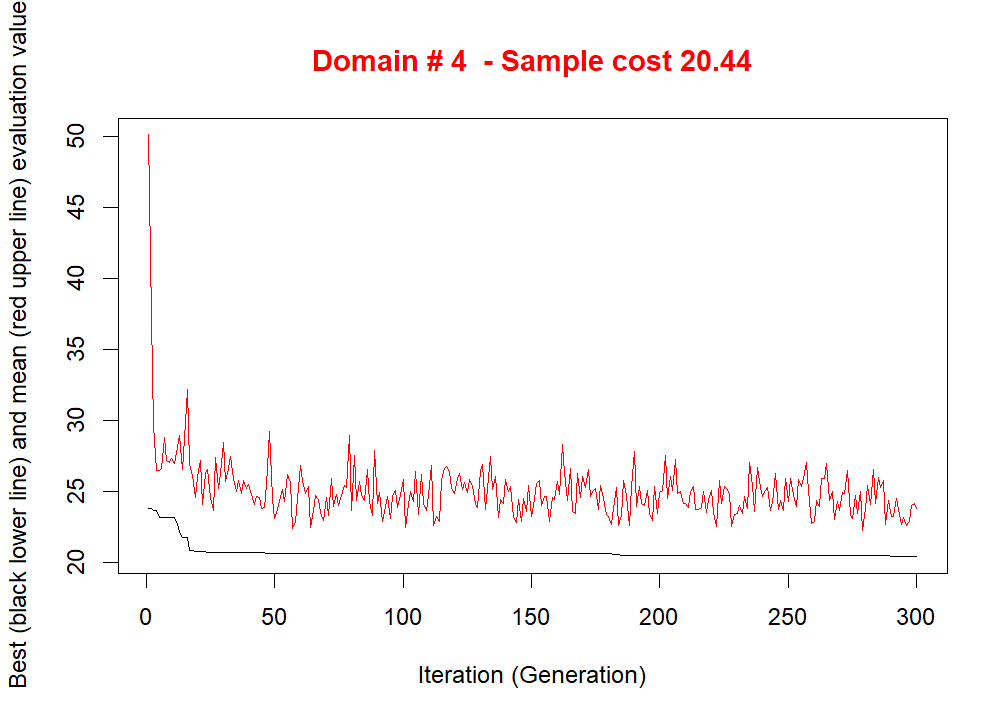 Domain # 4  - Sample cost 20.44
Best (black lower line) and mean (red upper line) evaluation value
50
45
40
35
30
25
20
0 50 100 150 200 250 300
Iteration (Generation)